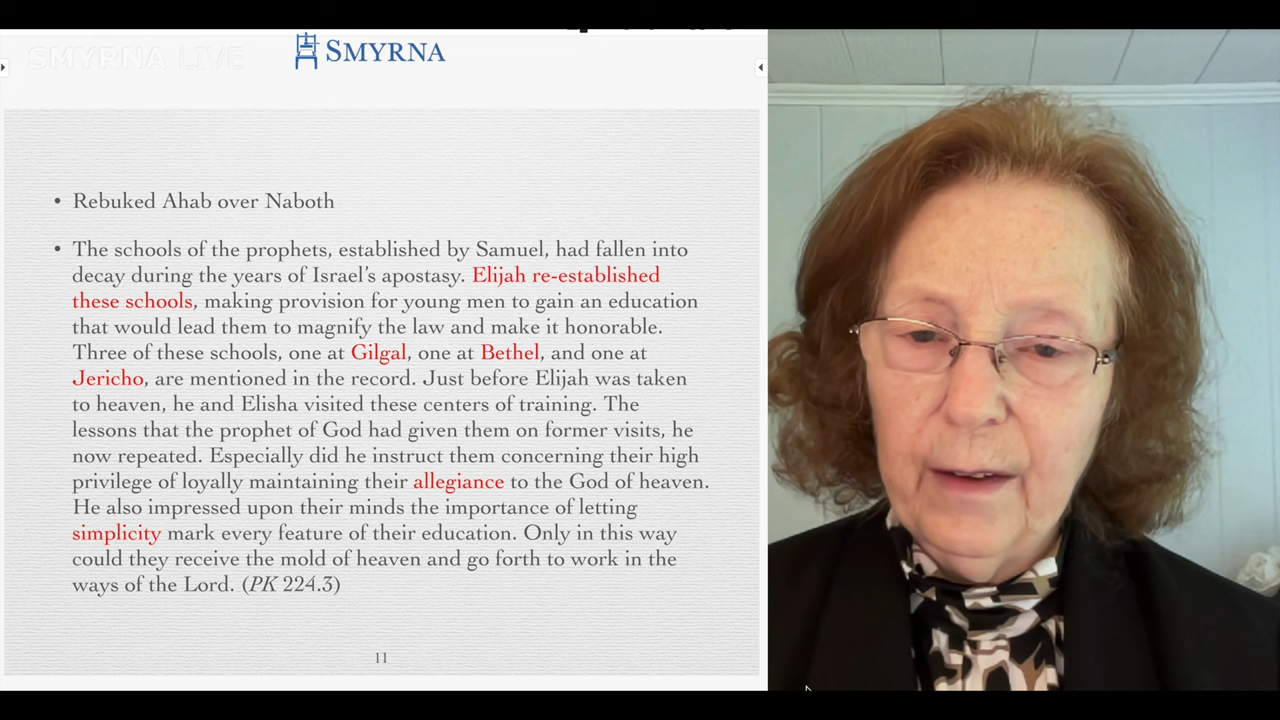 SMYRNA LIVE
SMYRNA
• Rebuked Ahab over Naboth
• The schools of the prophets, established by Samuel, had fallen into
decay during the years of Israel’s apostasy. Elijah re-established
these schools, making provision for young men to gain an education
that would lead them to magnify the law and make it honorable.
Three of these schools, one at Gilgal, one at Bethel, and one at
Jericho, are mentioned in the record. Just before Elijah was taken
to heaven, he and Elisha visited these centers of training. The
lessons that the prophet of God had given them on former visits, he
now repeated. Especially did he instruct them concerning their high
privilege of loyally maintaining their allegiance to the God of heaven.
He also impressed upon their minds the importance of letting
simplicity mark every feature of their education. Only in this way
could they receive the mold of heaven and go forth to work in the
ways of the Lord. (PK 224.3)
11